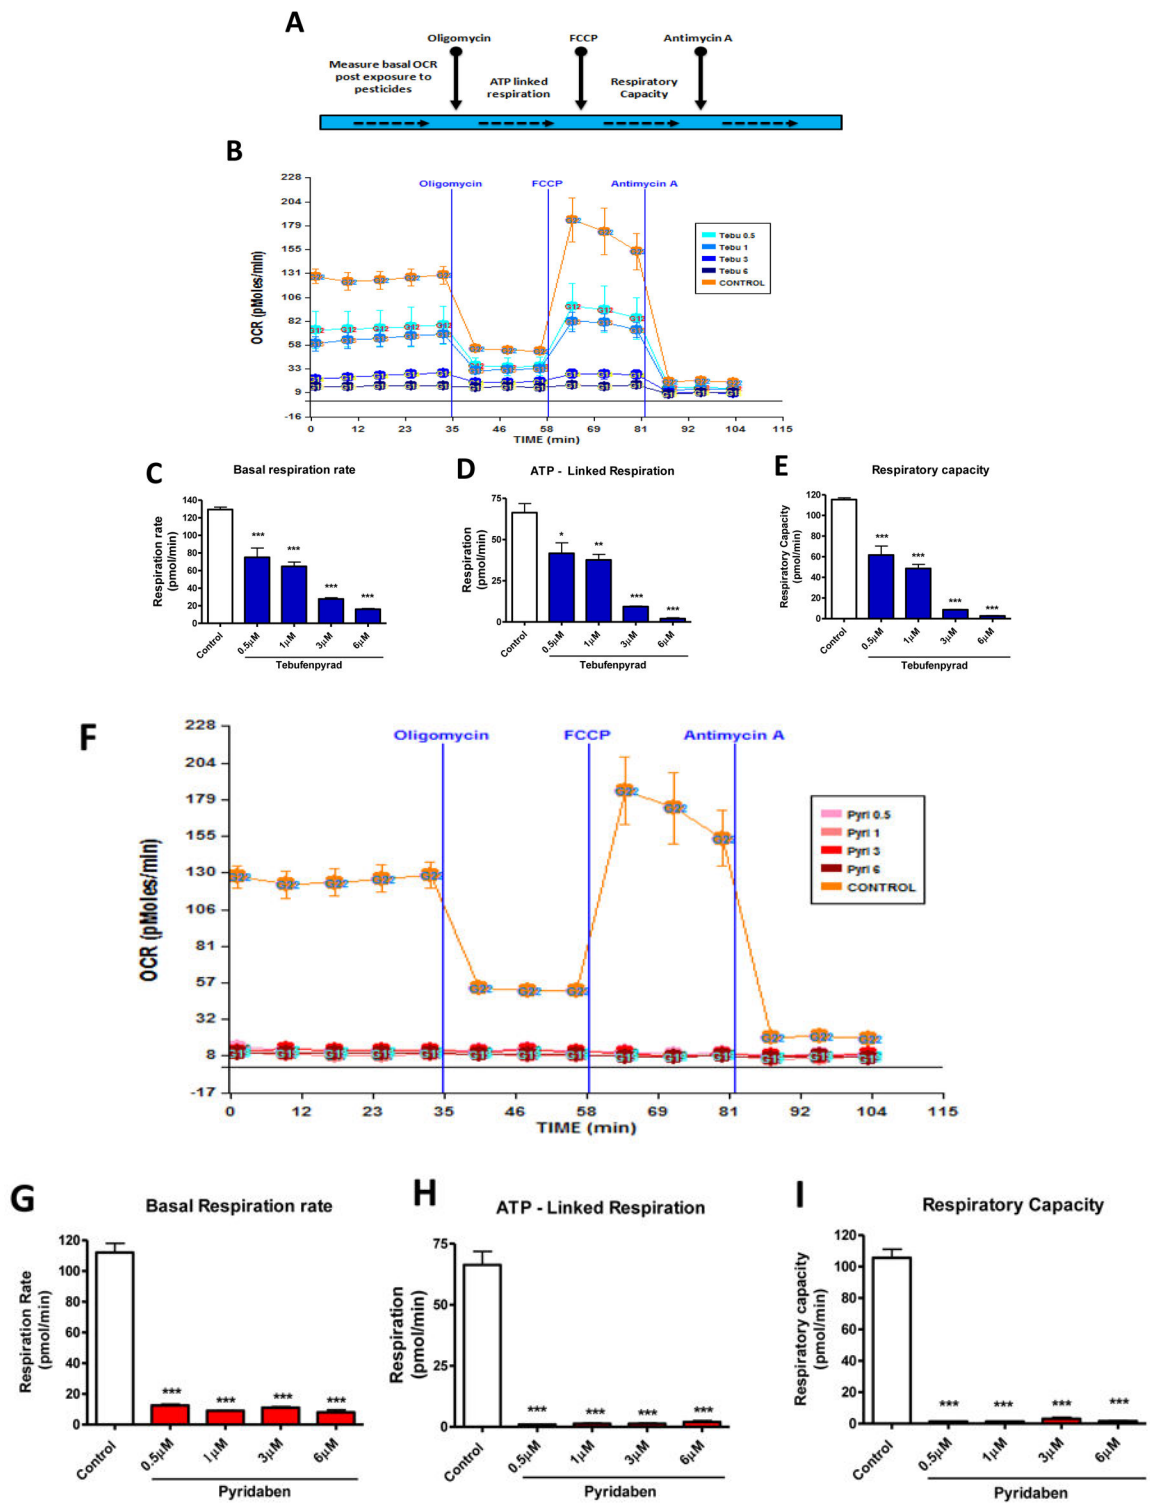 A
Oligomycin
FCCP
Antimycin A
Measure basal OCR
post exposure to
pesticides
ATP linked
respiration
Respiratory
Capacity
B
228
204
179
155
131
106
82
58
33
9
-16
OCR (pMoles/min)
Oligomycin
FCCP
Antimycin A
Tebu 0.5
Tebu 1
Tebu 3
Tebu 6
CONTROL
0
12
23
35
46
58
69
81
92
104
115
TIME (min)
C
Basal respiration rate
Respiration rate
(pmol/min)
140
120
100
80
60
40
20
0
***
***
***
***
Control
0.5µM
1µM
3µM
6µM
Tebufenpyrad
D
ATP - Linked Respiration
Respiration
(pmol/min)
75
50
25
0
*
**
***
***
Control
0.5µM
1µM
3µM
6µM
Tebufenpyrad
E
Respiratory capacity
Respiratory Capacity
(pmol/min)
120
100
80
60
40
20
0
***
***
***
***
Control
0.5µM
1µM
3µM
6µM
Tebufenpyrad
F
228
204
179
155
130
106
81
57
32
8
-17
OCR (pMoles/min)
Oligomycin
FCCP
Antimycin A
Pyri 0.5
Pyri 1
Pyri 3
Pyri 6
CONTROL
0
12
23
35
46
58
69
81
92
104
115
TIME (min)
G
Basal Respiration rate
Respiration Rate
(pmol/min)
120
100
80
60
40
20
0
***
***
***
***
Control
0.5µM
1µM
3µM
6µM
Pyridaben
H
ATP - Linked Respiration
Respiration
(pmol/min)
75
50
25
0
***
***
***
***
Control
0.5µM
1µM
3µM
6µM
Pyridaben
I
Respiratory Capacity
Respiratory capacity
(pmol/min)
120
100
80
60
40
20
0
***
***
***
***
Control
0.5µM
1µM
3µM
6µM
Pyridaben